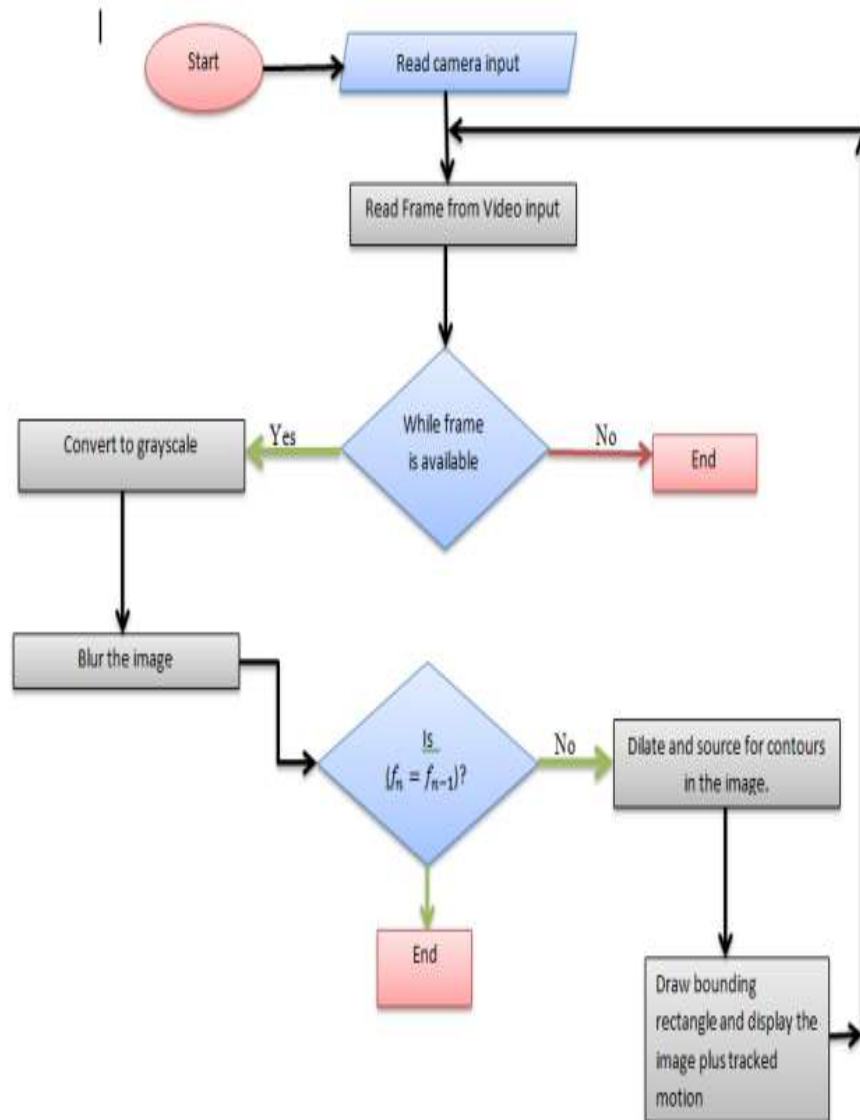 Start
Read camera input
Read Frame from Video input
While frame
is available
Yes
No
Convert to grayscale
End
Blur the image
Is
(fₙ = fₙ₋₁)?
No
Dilate and source for contours
in the image.
End
Draw bounding
rectangle and display the
image plus tracked
motion